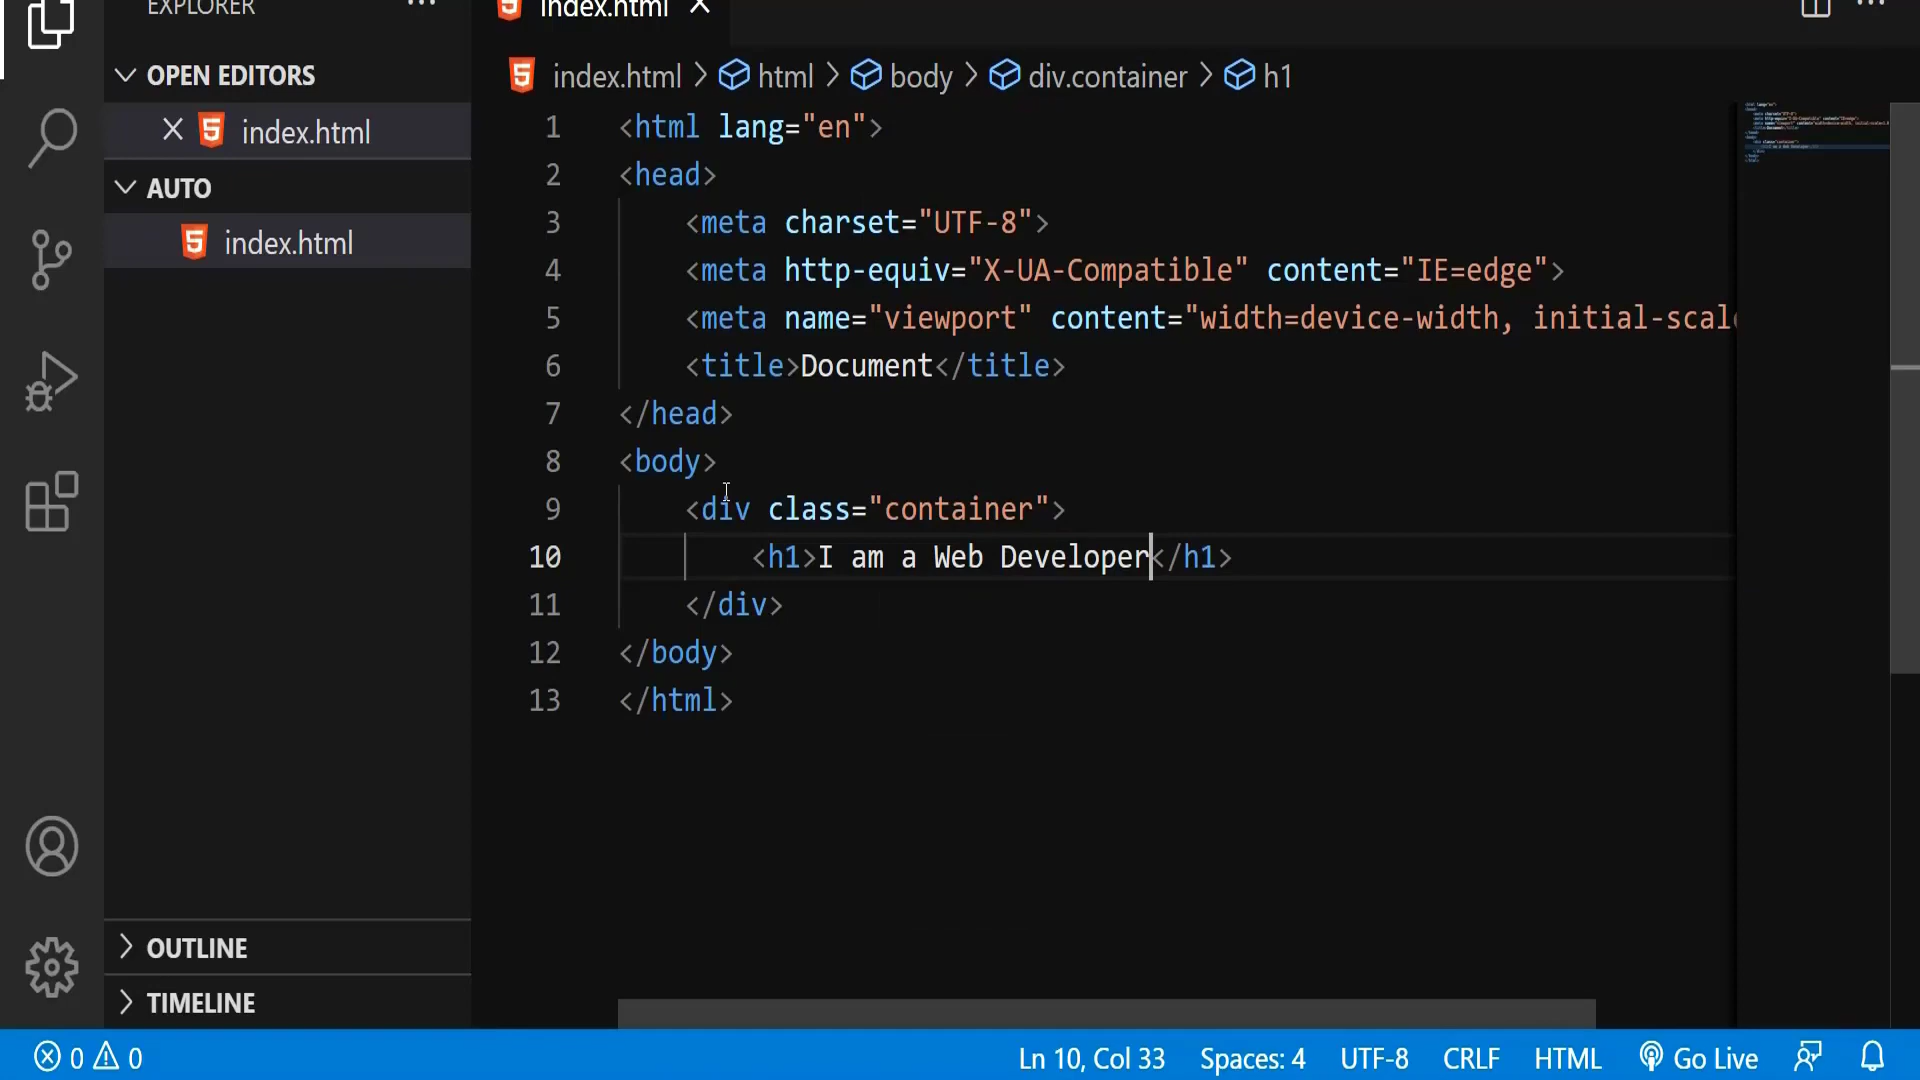 EXPLORER
index.html
OPEN EDITORS
index.html
AUTO
index.html
OUTLINE
TIMELINE
index.html > html > body > div.container > h1
1 <html lang="en">
2 <head>
3 <meta charset="UTF-8">
4 <meta http-equiv="X-UA-Compatible" content="IE=edge">
5 <meta name="viewport" content="width=device-width, initial-scal
6 <title>Document</title>
7 </head>
8 <body>
9 <div class="container">
10 <h1>I am a Web Developer</h1>
11 </div>
12 </body>
13 </html>
0 0
Ln 10, Col 33 Spaces: 4 UTF-8 CRLF HTML Go Live